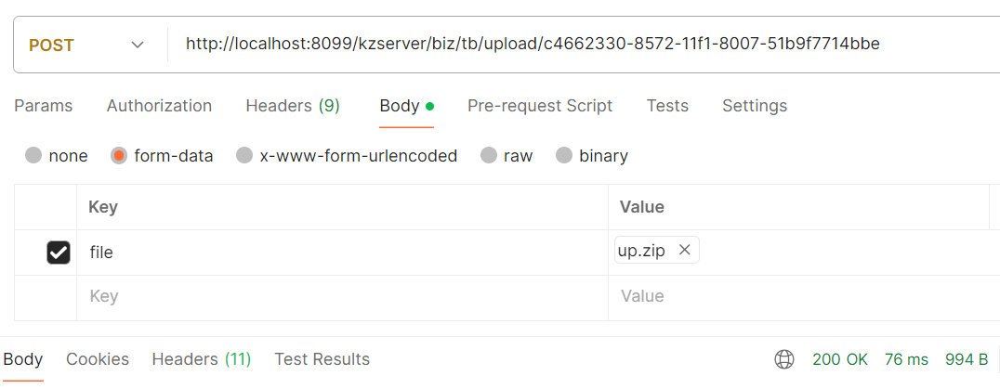 POST http://localhost:8099/kzserver/biz/tb/upload/c4662330-8572-11f1-8007-51b9f7714bbe
Params Authorization Headers (9) Body Pre-request Script Tests Settings
none form-data x-www-form-urlencoded raw binary
Key Value
file up.zip
Key Value
Body Cookies Headers (11) Test Results 200 OK 76 ms 994 B